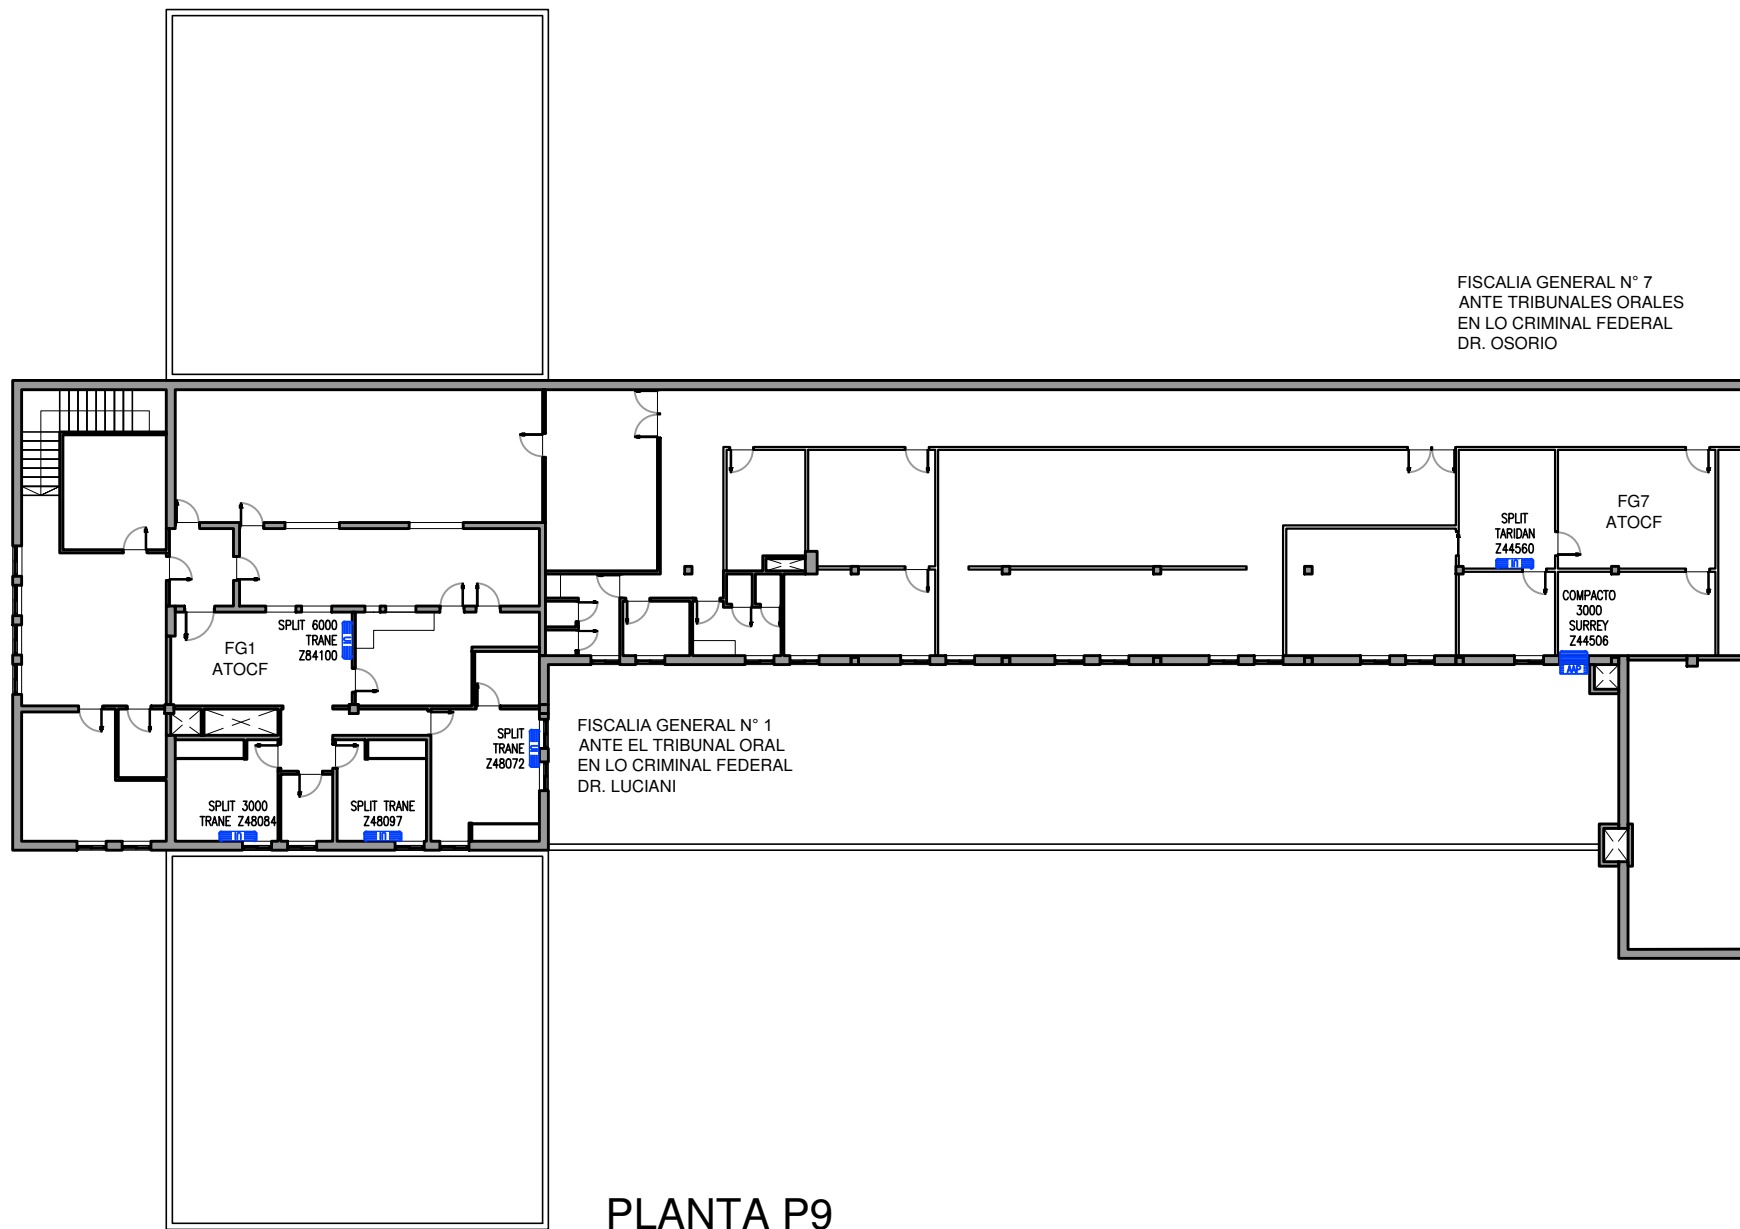 FISCALIA GENERAL N° 7
ANTE TRIBUNALES ORALES
EN LO CRIMINAL FEDERAL
DR. OSORIO
FG7
ATOCF
SPLIT
TARIDAN
Z44560
COMPACTO
3000
SURREY
Z44506
AAP
SPLIT 6000
TRANE
Z84100
FG1
ATOCF
SPLIT
TRANE
Z48072
FISCALIA GENERAL N° 1
ANTE EL TRIBUNAL ORAL
EN LO CRIMINAL FEDERAL
DR. LUCIANI
SPLIT 3000
TRANE Z48084
SPLIT TRANE
Z48097
PLANTA P9